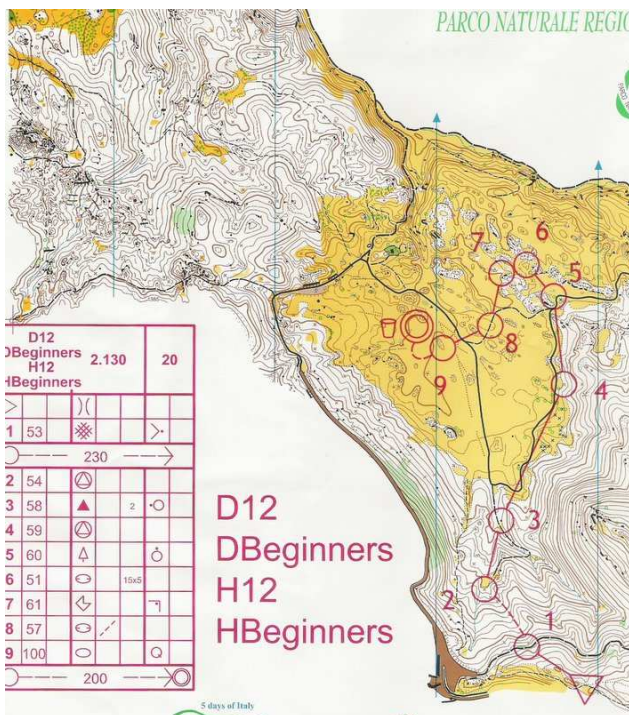 PARCO NATURALE REGIO
PARCO N
7
6
5
8
9
4
3
2
1
D12
DBeginners
H12
HBeginners
2.130
20
1 53
230
2 54
3 58 2
4 59
5 60
6 51 15x5
7 61
8 57
9 100
200
D12
DBeginners
H12
HBeginners
5 days of Italy